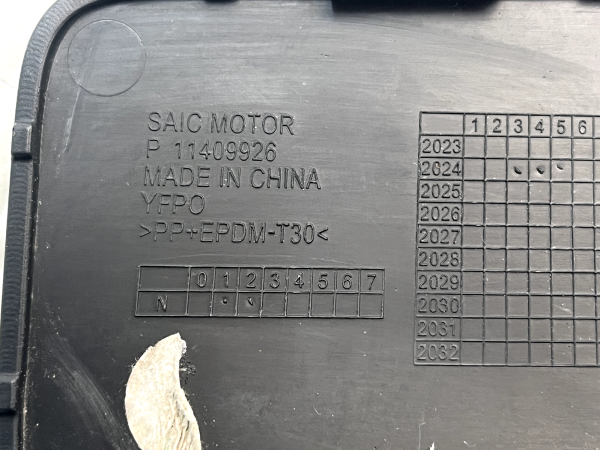 SAIC MOTOR
P 11409926
MADE IN CHINA
YFPO
>PP+EPDM-T30<
0 1 2 3 4 5 6 7
N
1 2 3 4 5 6
2023
2024
2025
2026
2027
2028
2029
2030
2031
2032